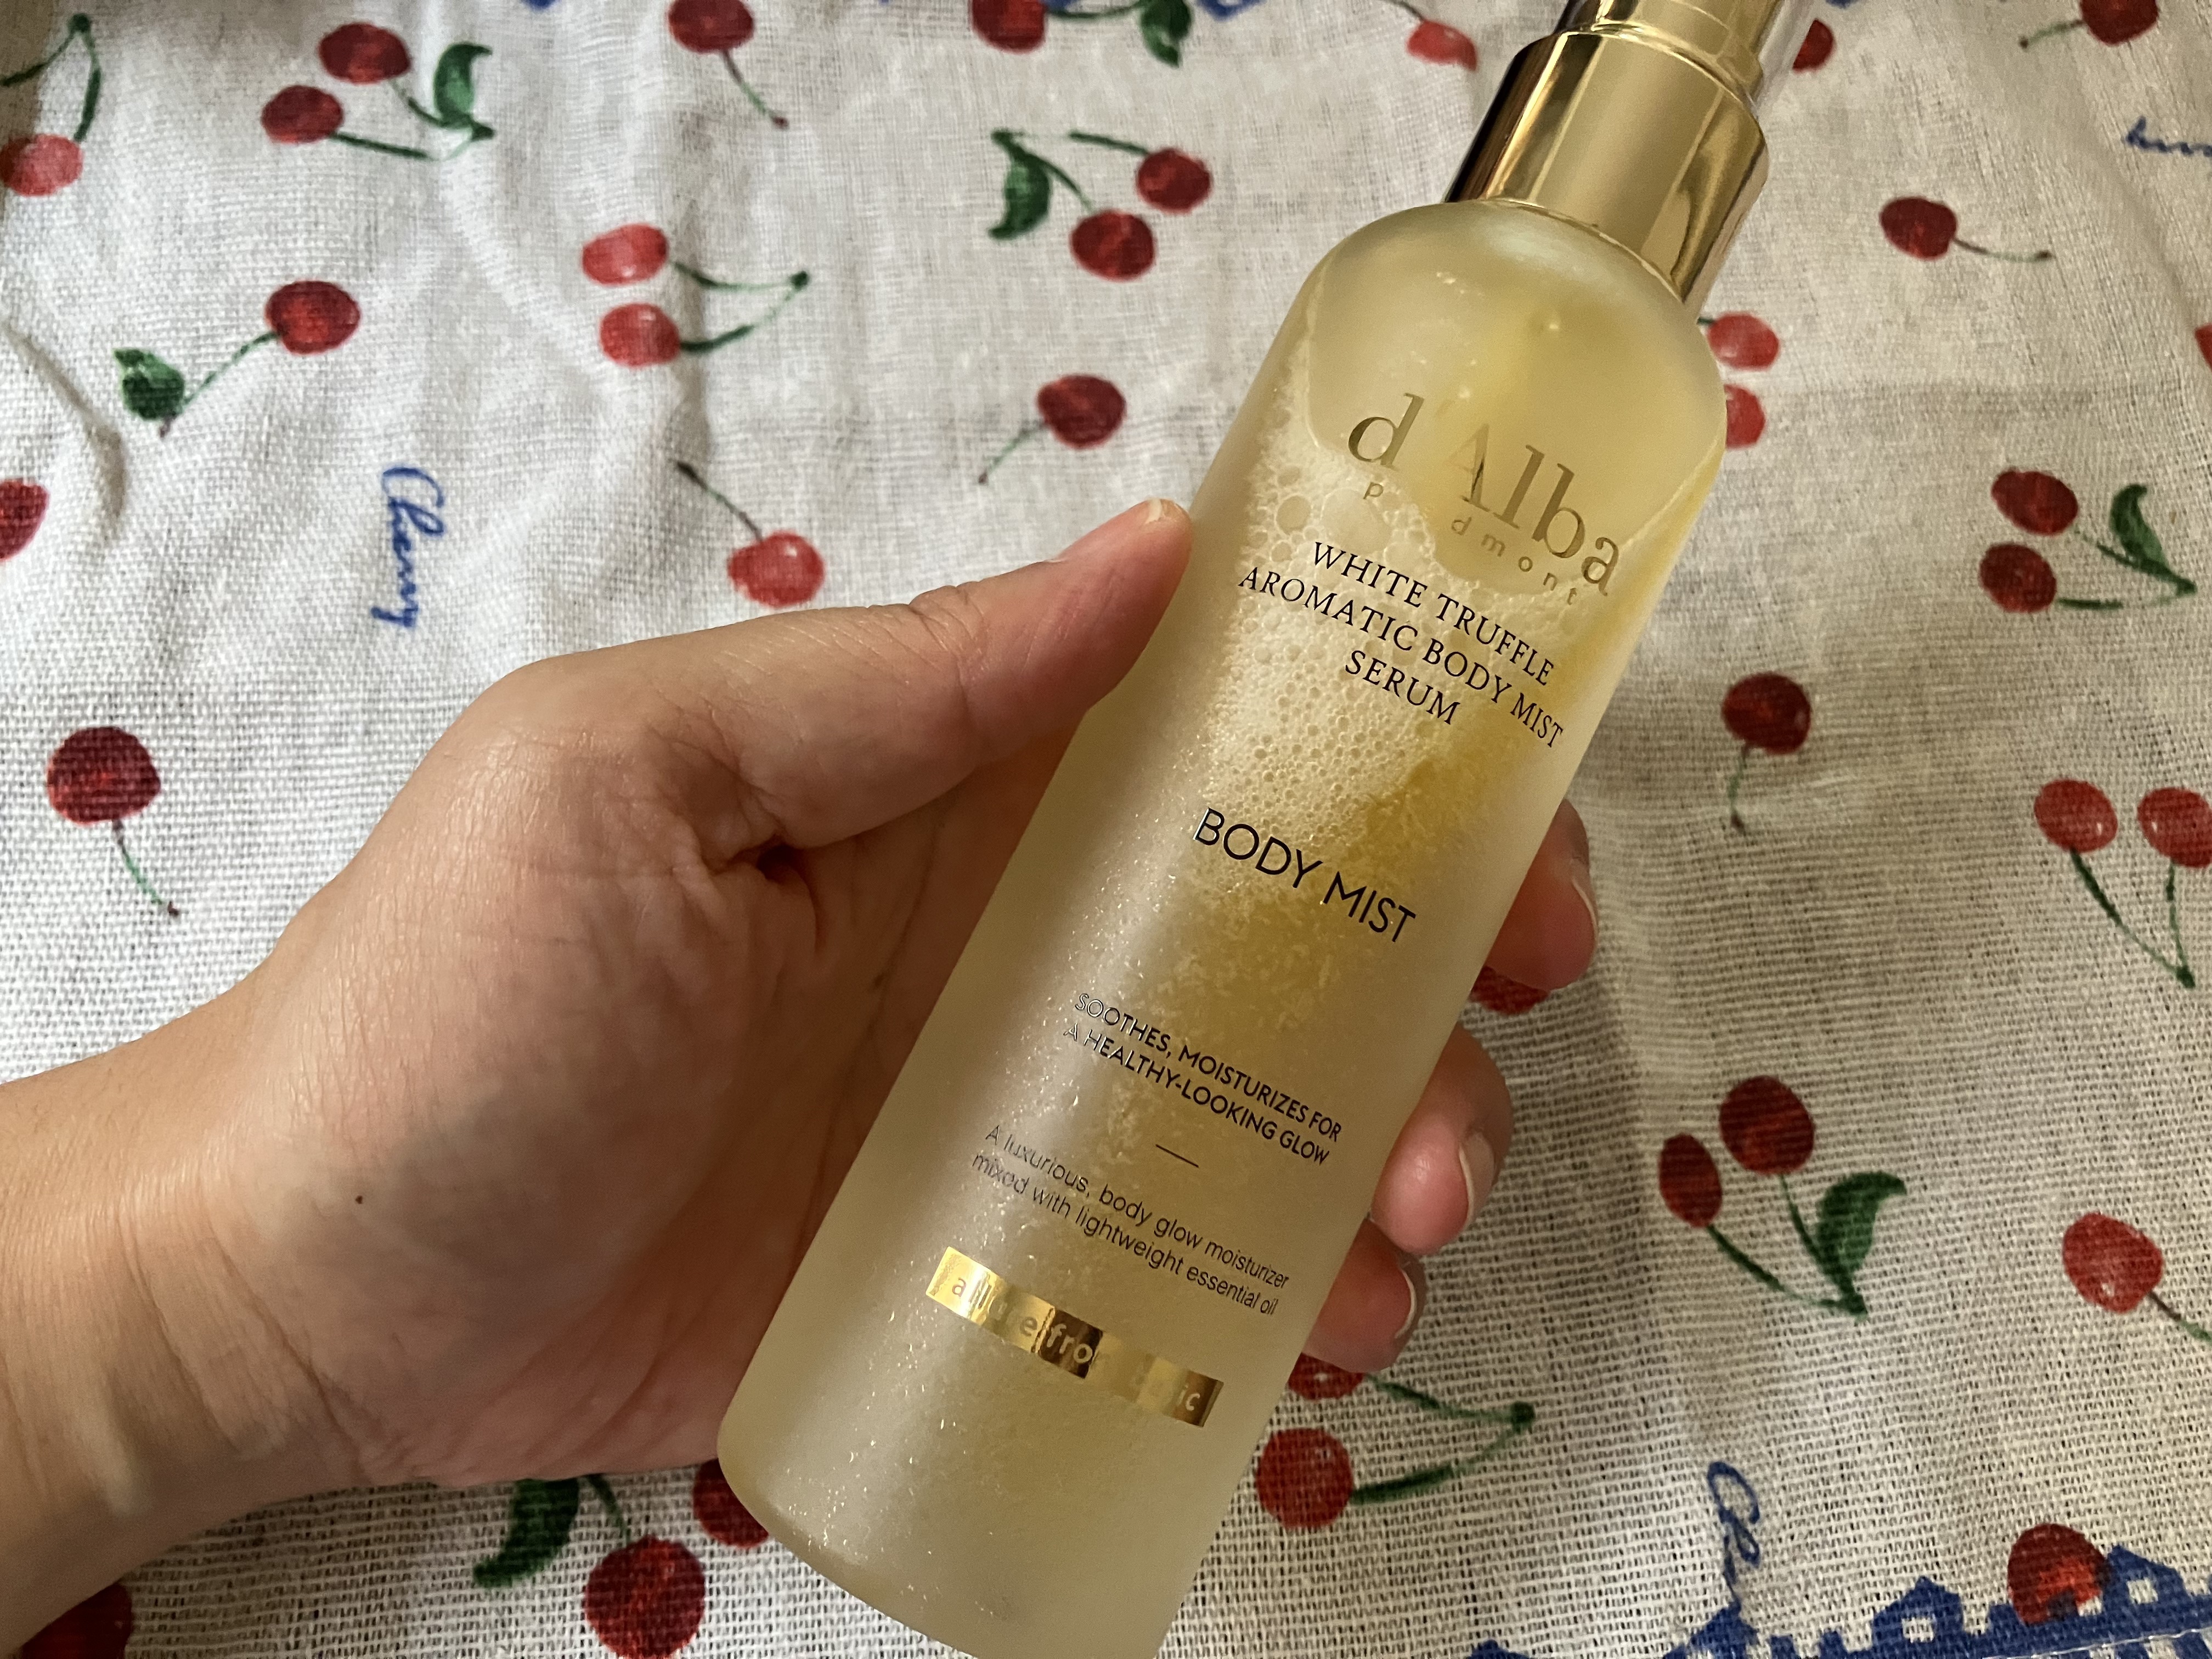 d'Alba
piedmont
WHITE TRUFFLE
AROMATIC BODY MIST
SERUM
BODY MIST
SOOTHES, MOISTURIZES FOR
A HEALTHY-LOOKING GLOW
A luxurious, body glow moisturizer
mixed with lightweight essential oil
Cherry